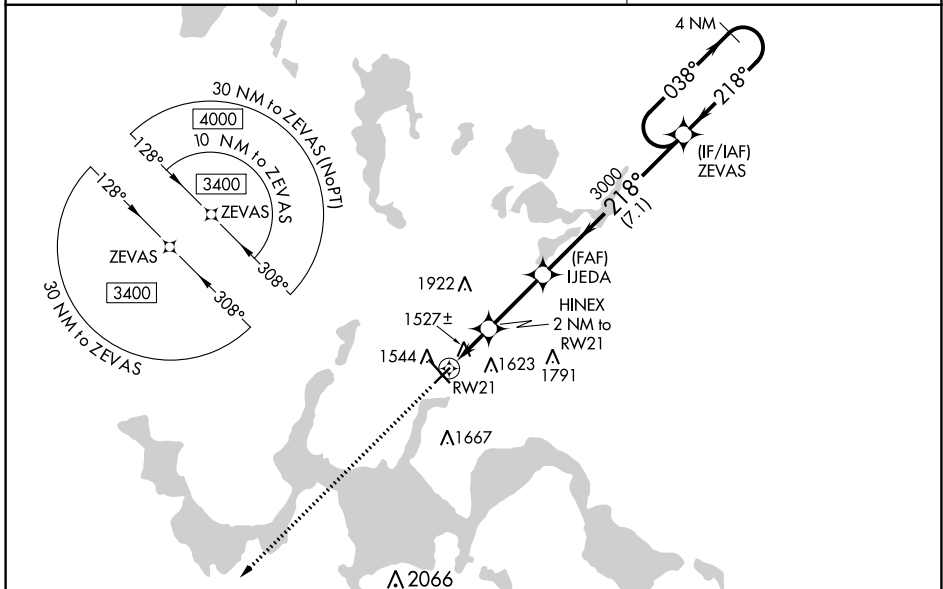 4 NM
038°
218°
(IF/IAF)
ZEVAS
30 NM to ZEVAS (NoPT)
4000
10 NM to ZEVAS
3400
128°
ZEVAS
308°
128°
ZEVAS
3400
308°
30 NM to ZEVAS
3000
218°
(7.1)
(FAF)
IJEDA
1922
HINEX
2 NM to
RW21
1527±
1544
1623
1791
RW21
1667
2066